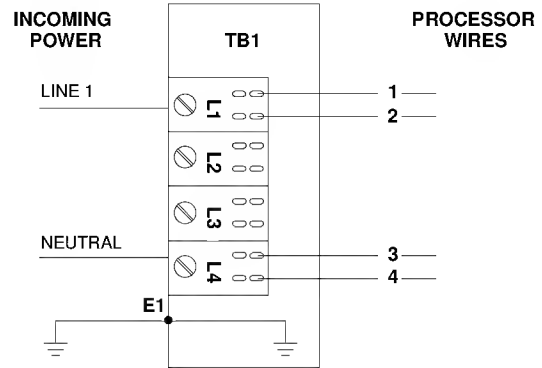 INCOMING
POWER
TB1
PROCESSOR
WIRES
LINE 1
L1
1
2
L2
L3
NEUTRAL
L4
3
4
E1